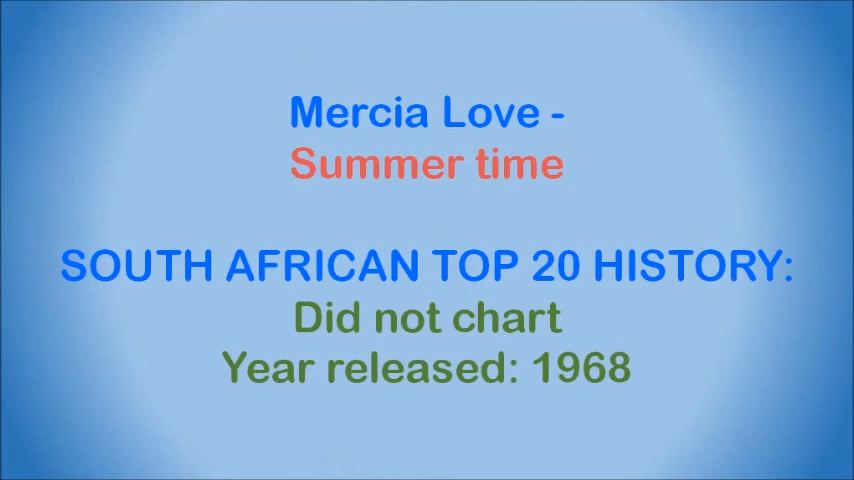 Mercia Love -
Summer time
SOUTH AFRICAN TOP 20 HISTORY:
Did not chart
Year released: 1968